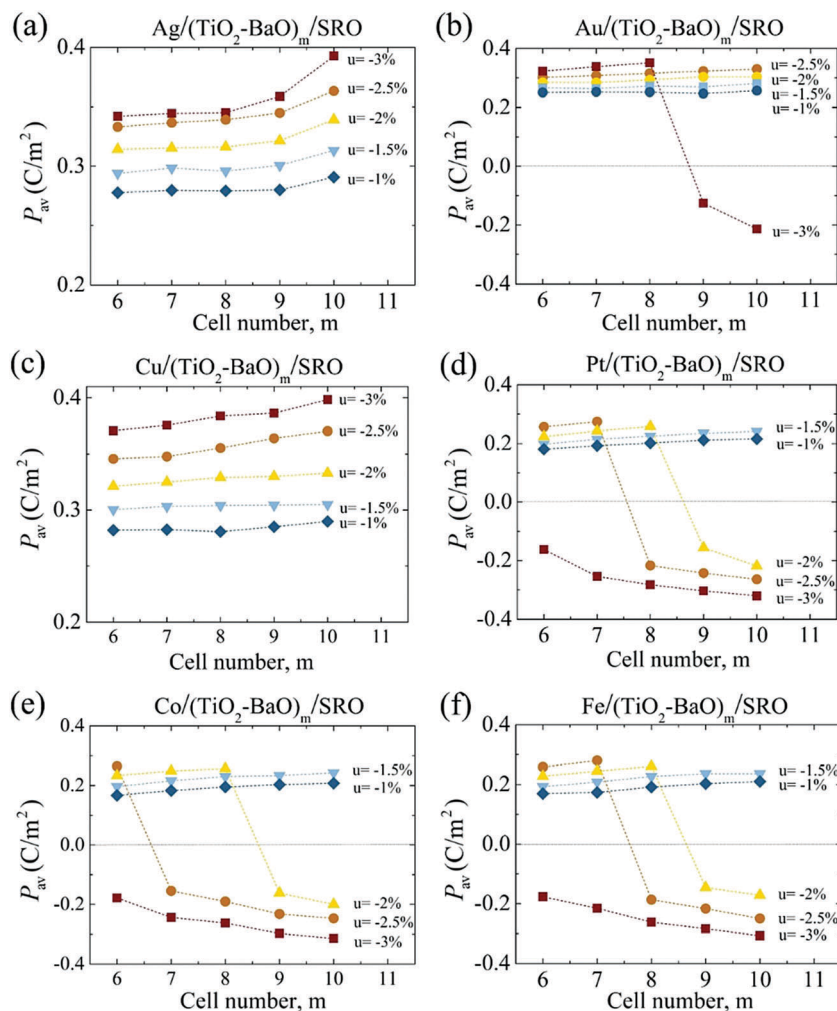 (a) Ag/(TiO2-BaO)m/SRO
0.4
0.3
0.2
Pav (C/m2)
u= -3%
u= -2.5%
u= -2%
u= -1.5%
u= -1%
6 7 8 9 10 11
Cell number, m
(b) Au/(TiO2-BaO)m/SRO
0.4
0.2
0.0
-0.2
-0.4
Pav (C/m2)
u= -2.5%
u= -2%
u= -1.5%
u= -1%
u= -3%
6 7 8 9 10 11
Cell number, m
(c) Cu/(TiO2-BaO)m/SRO
0.4
0.3
0.2
Pav (C/m2)
u= -3%
u= -2.5%
u= -2%
u= -1.5%
u= -1%
6 7 8 9 10 11
Cell number, m
(d) Pt/(TiO2-BaO)m/SRO
0.4
0.2
0.0
-0.2
-0.4
Pav (C/m2)
u= -1.5%
u= -1%
u= -2%
u= -2.5%
u= -3%
6 7 8 9 10 11
Cell number, m
(e) Co/(TiO2-BaO)m/SRO
0.4
0.2
0.0
-0.2
-0.4
Pav (C/m2)
u= -1.5%
u= -1%
u= -2%
u= -2.5%
u= -3%
6 7 8 9 10 11
Cell number, m
(f) Fe/(TiO2-BaO)m/SRO
0.4
0.2
0.0
-0.2
-0.4
Pav (C/m2)
u= -1.5%
u= -1%
u= -2%
u= -2.5%
u= -3%
6 7 8 9 10 11
Cell number, m